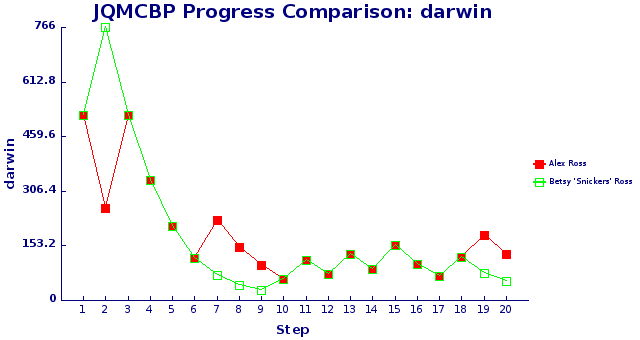 JQMCBP Progress Comparison: darwin
766
612.8
459.6
306.4
153.2
0
darwin
1 2 3 4 5 6 7 8 9 10 11 12 13 14 15 16 17 18 19 20
Step
Alex Ross
Betsy 'Snickers' Ross